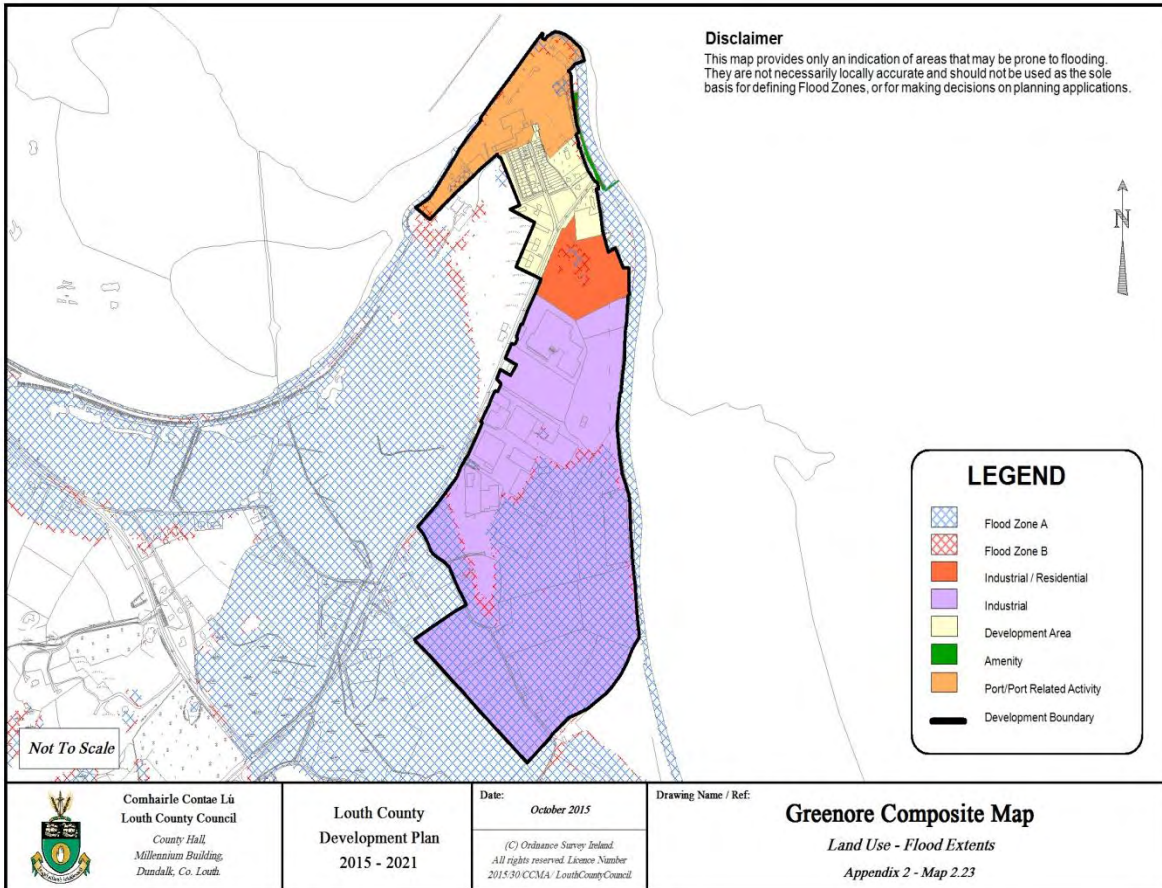 Disclaimer
This map provides only an indication of areas that may be prone to flooding.
They are not necessarily locally accurate and should not be used as the sole
basis for defining Flood Zones, or for making decisions on planning applications.
N
LEGEND
Flood Zone A
Flood Zone B
Industrial / Residential
Industrial
Development Area
Amenity
Port/Port Related Activity
Development Boundary
Not To Scale
Comhairle Contae Lú
Louth County Council
County Hall,
Millennium Building,
Dundalk, Co. Louth.
Louth County
Development Plan
2015 - 2021
Date:
October 2015
(C) Ordnance Survey Ireland.
All rights reserved. Licence Number
2015/30/CCMA/ LouthCountyCouncil.
Drawing Name / Ref:
Greenore Composite Map
Land Use - Flood Extents
Appendix 2 - Map 2.23